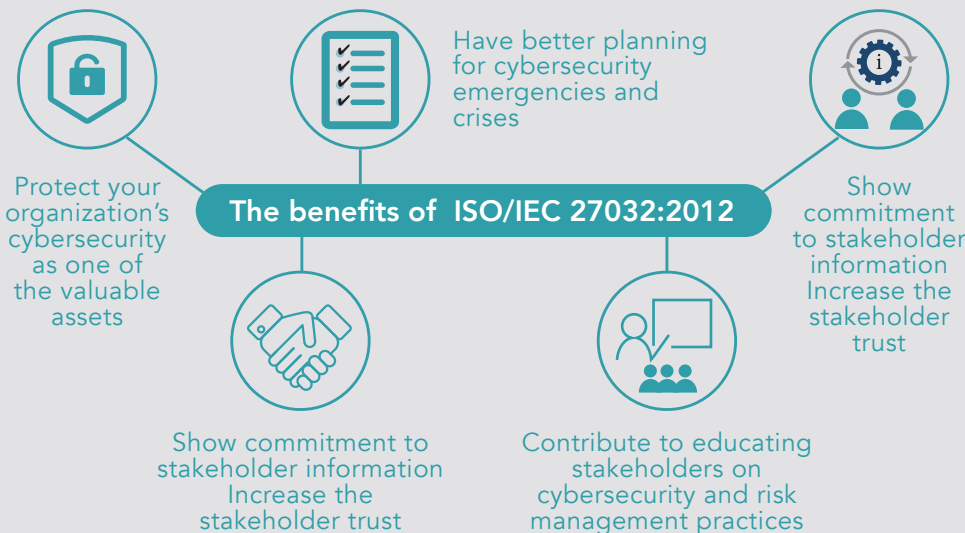 Have better planning
for cybersecurity
emergencies and
crises
i
Protect your
organization's
cybersecurity
as one of
the valuable
assets
The benefits of ISO/IEC 27032:2012
Show
commitment
to stakeholder
information
Increase the
stakeholder
trust
Show commitment to
stakeholder information
Increase the
stakeholder trust
Contribute to educating
stakeholders on
cybersecurity and risk
management practices